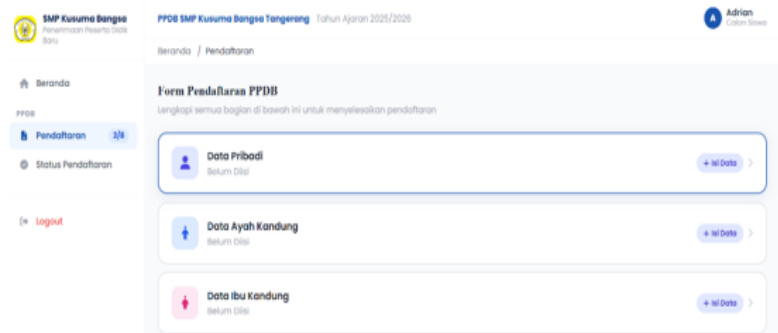 SMP Kusuma Bangsa
Penerimaan Peserta Didik
Baru
PPDB SMP Kusuma Bangsa Tangerang Tahun Ajaran 2025/2026
A
Adrian
Calon Siswa
Beranda / Pendaftaran
Beranda
PPDB
Pendaftaran 2/8
Status Pendaftaran
Logout
Form Pendaftaran PPDB
Lengkapi semua bagian di bawah ini untuk menyelesaikan pendaftaran
Data Pribadi
Belum Diisi
+ Isi Data
Data Ayah Kandung
Belum Diisi
+ Isi Data
Data Ibu Kandung
Belum Diisi
+ Isi Data